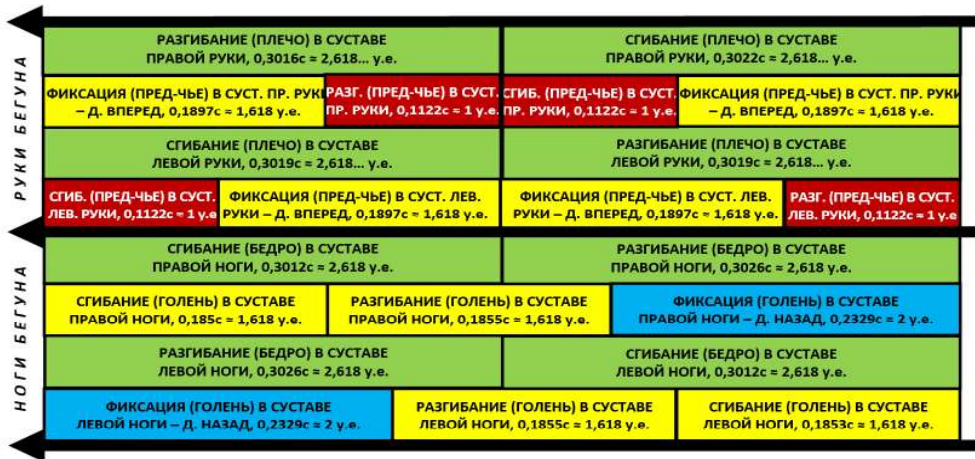 РУКИ БЕГУНА
РАЗГИБАНИЕ (ПЛЕЧО) В СУСТАВЕ
ПРАВОЙ РУКИ, 0,3016с ≈ 2,618... у.е.
СГИБАНИЕ (ПЛЕЧО) В СУСТАВЕ
ПРАВОЙ РУКИ, 0,3022с ≈ 2,618... у.е.
ФИКСАЦИЯ (ПРЕД-ЧЬЕ) В СУСТ. ПР. РУКИ
– Д. ВПЕРЕД, 0,1897с ≈ 1,618 у.е.
РАЗГ. (ПРЕД-ЧЬЕ) В СУСТ.
ПР. РУКИ, 0,1122с ≈ 1 у.е.
СГИБ. (ПРЕД-ЧЬЕ) В СУСТ.
ПР. РУКИ, 0,1122с ≈ 1 у.е.
ФИКСАЦИЯ (ПРЕД-ЧЬЕ) В СУСТ. ПР. РУКИ
– Д. ВПЕРЕД, 0,1897с ≈ 1,618 у.е.
СГИБАНИЕ (ПЛЕЧО) В СУСТАВЕ
ЛЕВОЙ РУКИ, 0,3019с ≈ 2,618... у.е.
РАЗГИБАНИЕ (ПЛЕЧО) В СУСТАВЕ
ЛЕВОЙ РУКИ, 0,3019с ≈ 2,618... у.е.
СГИБ. (ПРЕД-ЧЬЕ) В СУСТ.
ЛЕВ. РУКИ, 0,1122с ≈ 1 у.е
ФИКСАЦИЯ (ПРЕД-ЧЬЕ) В СУСТ. ЛЕВ.
РУКИ – Д. ВПЕРЕД, 0,1897с ≈ 1,618 у.е.
ФИКСАЦИЯ (ПРЕД-ЧЬЕ) В СУСТ. ЛЕВ.
РУКИ – Д. ВПЕРЕД, 0,1897с ≈ 1,618 у.е.
РАЗГ. (ПРЕД-ЧЬЕ) В СУСТ.
ЛЕВ. РУКИ, 0,1122с ≈ 1 у.е
НОГИ БЕГУНА
СГИБАНИЕ (БЕДРО) В СУСТАВЕ
ПРАВОЙ НОГИ, 0,3012с ≈ 2,618 у.е.
РАЗГИБАНИЕ (БЕДРО) В СУСТАВЕ
ПРАВОЙ НОГИ, 0,3026с ≈ 2,618 у.е.
СГИБАНИЕ (ГОЛЕНЬ) В СУСТАВЕ
ПРАВОЙ НОГИ, 0,185с ≈ 1,618 у.е.
РАЗГИБАНИЕ (ГОЛЕНЬ) В СУСТАВЕ
ПРАВОЙ НОГИ, 0,1855с ≈ 1,618 у.е.
ФИКСАЦИЯ (ГОЛЕНЬ) В СУСТАВЕ
ПРАВОЙ НОГИ – Д. НАЗАД, 0,2329с ≈ 2 у.е.
РАЗГИБАНИЕ (БЕДРО) В СУСТАВЕ
ЛЕВОЙ НОГИ, 0,3026с ≈ 2,618 у.е.
СГИБАНИЕ (БЕДРО) В СУСТАВЕ
ЛЕВОЙ НОГИ, 0,3012с ≈ 2,618 у.е.
ФИКСАЦИЯ (ГОЛЕНЬ) В СУСТАВЕ
ЛЕВОЙ НОГИ – Д. НАЗАД, 0,2329с ≈ 2 у.е.
РАЗГИБАНИЕ (ГОЛЕНЬ) В СУСТАВЕ
ЛЕВОЙ НОГИ, 0,1855с ≈ 1,618 у.е.
СГИБАНИЕ (ГОЛЕНЬ) В СУСТАВЕ
ЛЕВОЙ НОГИ, 0,1853с ≈ 1,618 у.е.